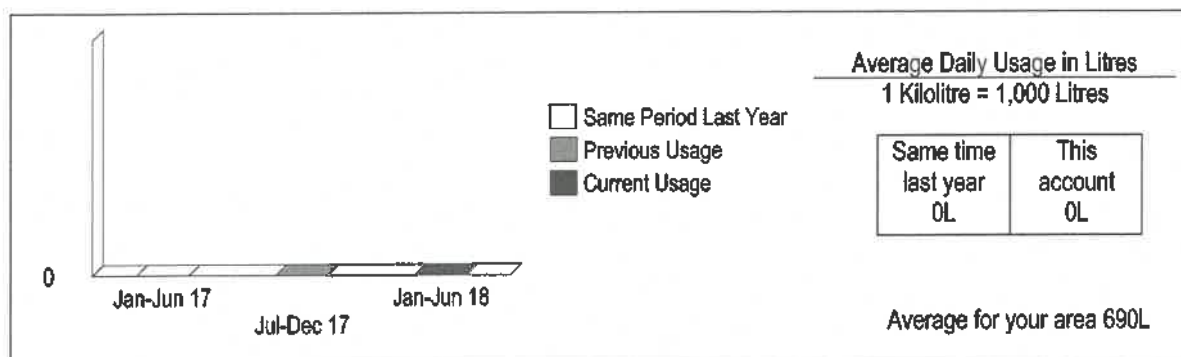 0
Jan-Jun 17
Jul-Dec 17
Jan-Jun 18
Same Period Last Year
Previous Usage
Current Usage
Average Daily Usage in Litres
1 Kilolitre = 1,000 Litres
Same time
last year
0L
This
account
0L
Average for your area 690L